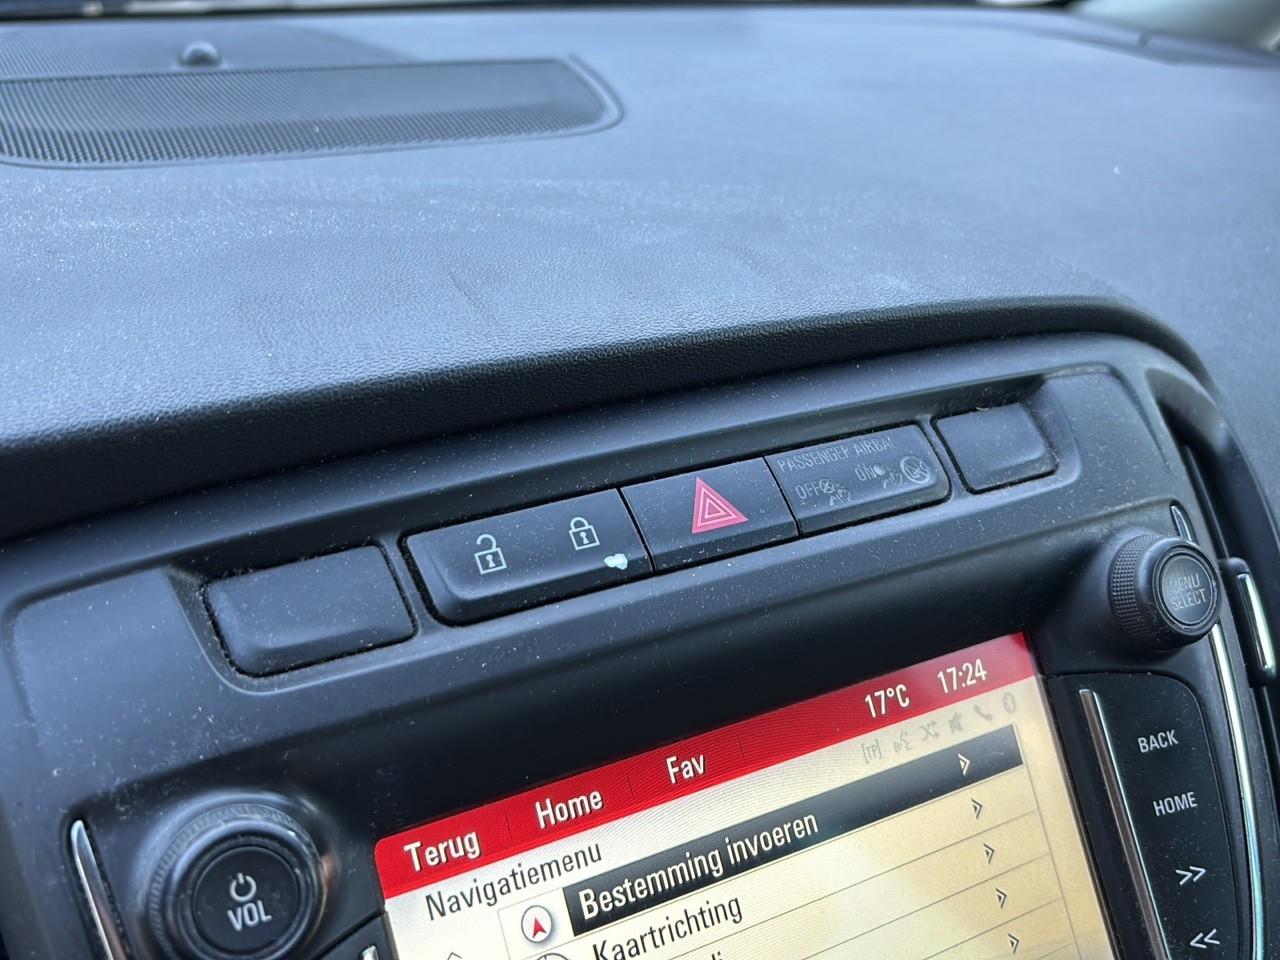 PASSENGER AIRBAG
OFF ON
MENU
SELECT
17°C 17:24
Terug Home Fav
[TP]
Navigatiemenu
Bestemming invoeren
Kaartrichting
BACK
HOME
VOL